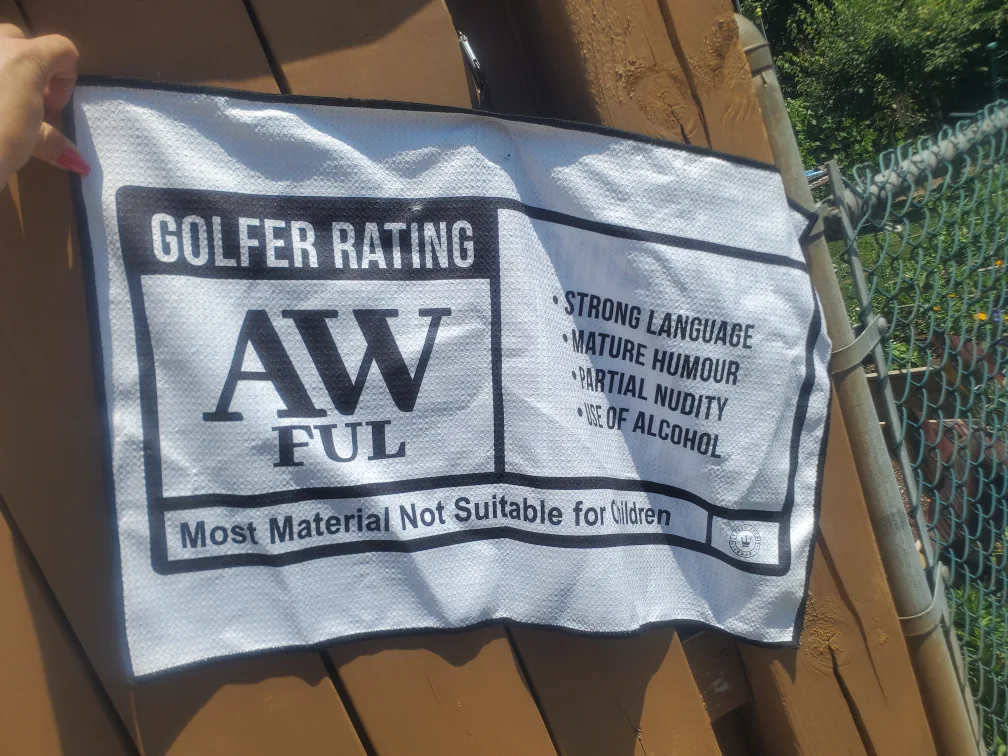 GOLFER RATING
AW
FUL
• STRONG LANGUAGE
• MATURE HUMOUR
• PARTIAL NUDITY
• USE OF ALCOHOL
Most Material Not Suitable for Children